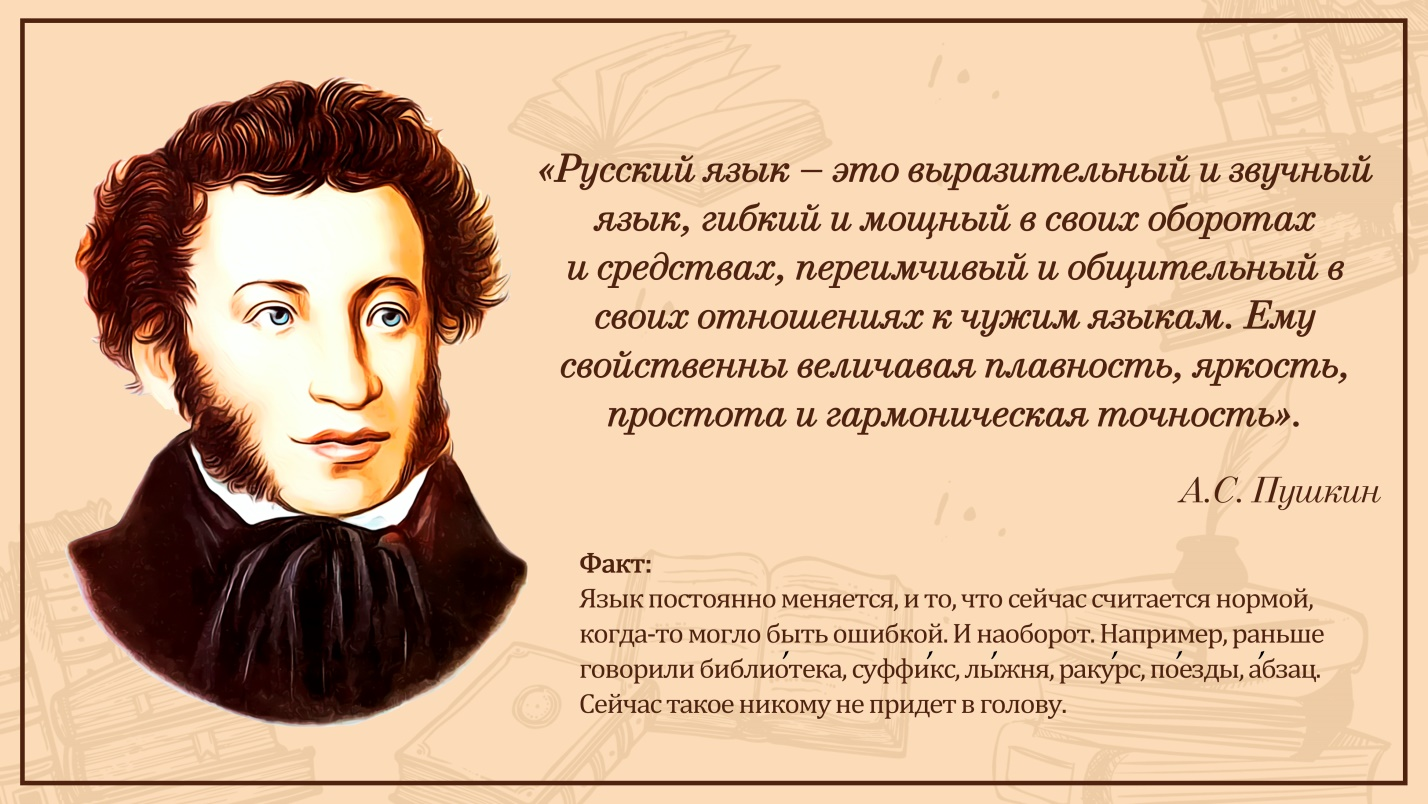 «Русский язык – это выразительный и звучный
язык, гибкий и мощный в своих оборотах
и средствах, переимчивый и общительный в
своих отношениях к чужим языкам. Ему
свойственны величавая плавность, яркость,
простота и гармоническая точность».
А.С. Пушкин
Факт:
Язык постоянно меняется, и то, что сейчас считается нормой,
когда-то могло быть ошибкой. И наоборот. Например, раньше
говорили библио́тека, суффи́кс, лы́жня, раку́рс, по́езды, а́бзац.
Сейчас такое никому не придет в голову.